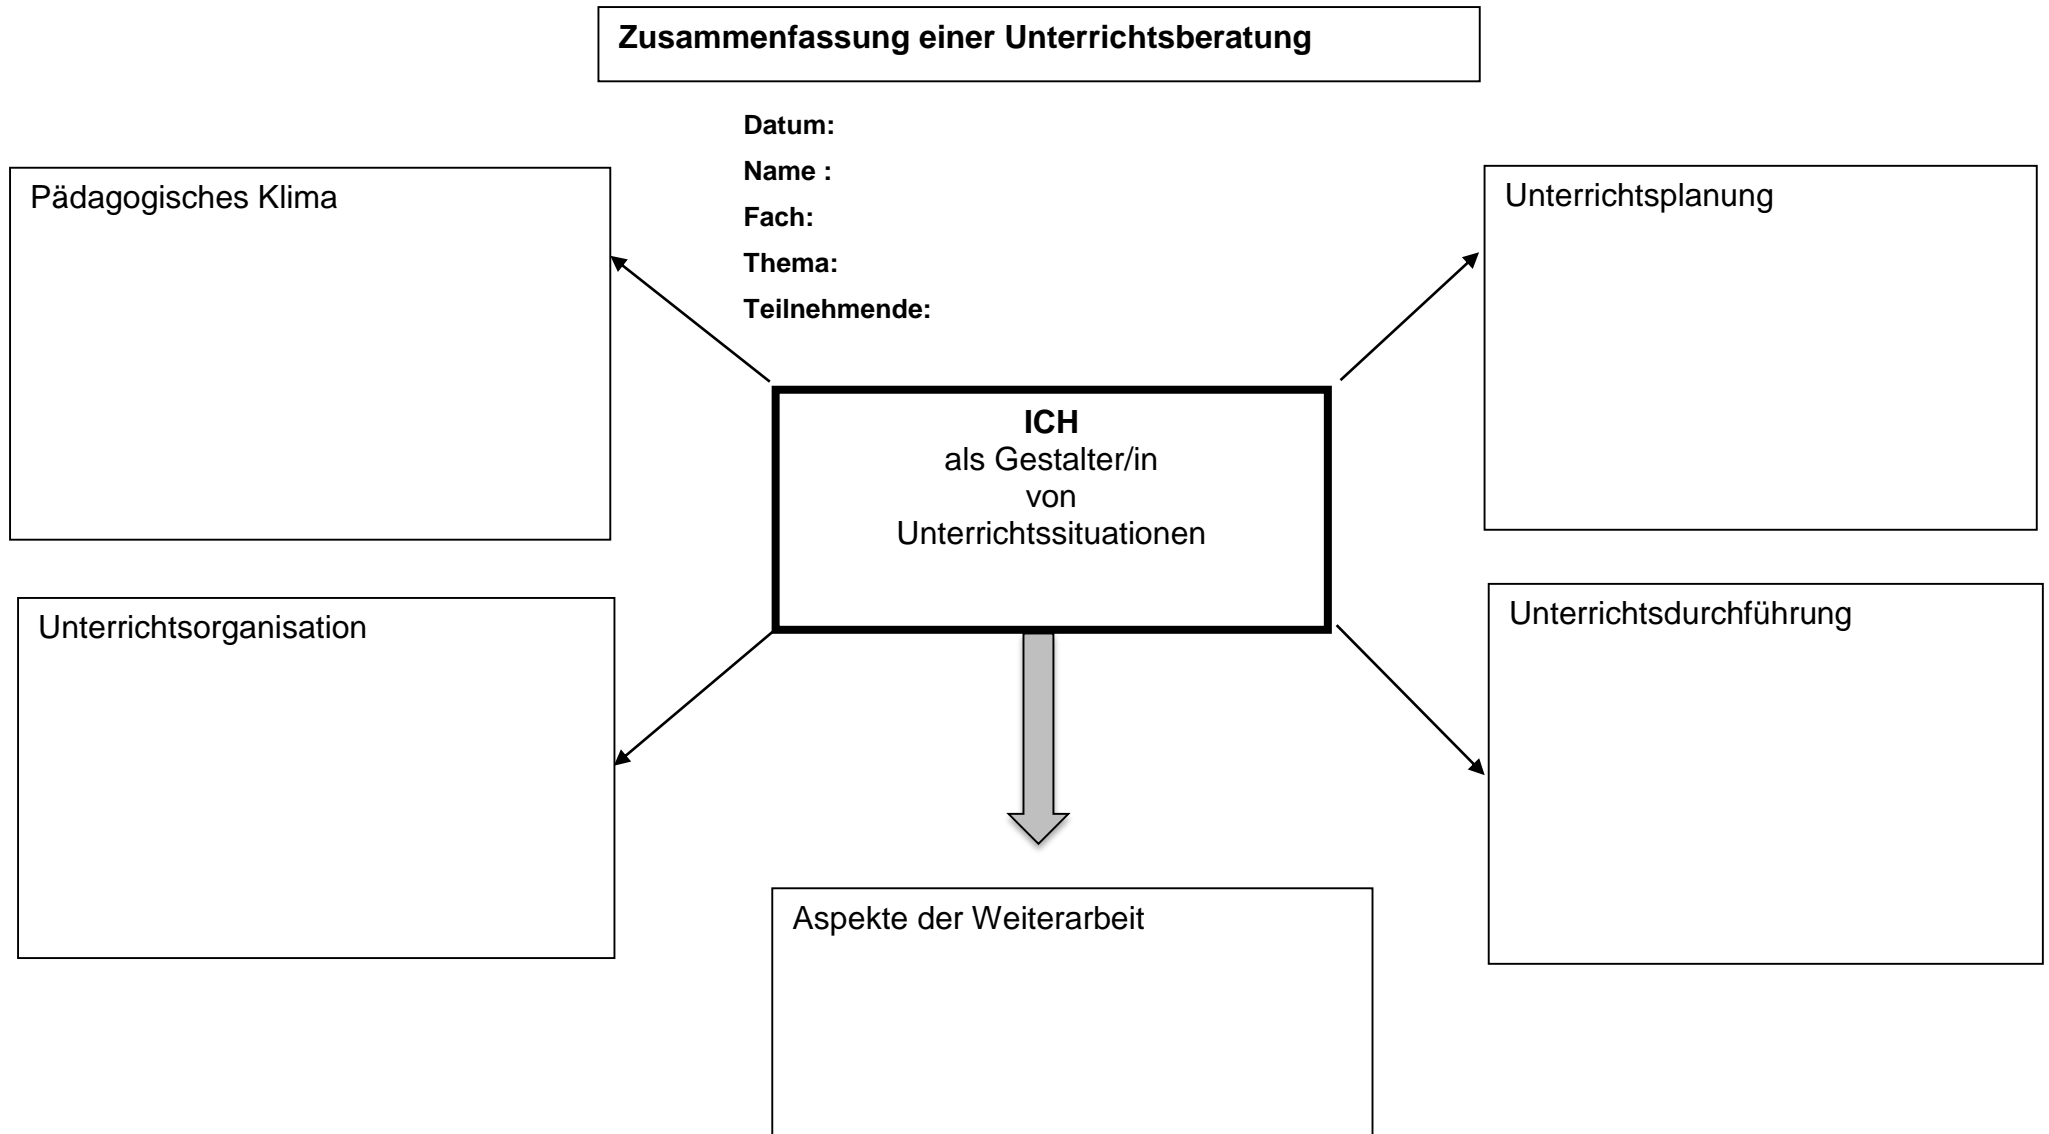 Zusammenfassung einer Unterrichtsberatung
Datum:
Name :
Fach:
Thema:
Teilnehmende:
Pädagogisches Klima
Unterrichtsplanung
ICH
als Gestalter/in
von
Unterrichtssituationen
Unterrichtsorganisation
Unterrichtsdurchführung
Aspekte der Weiterarbeit